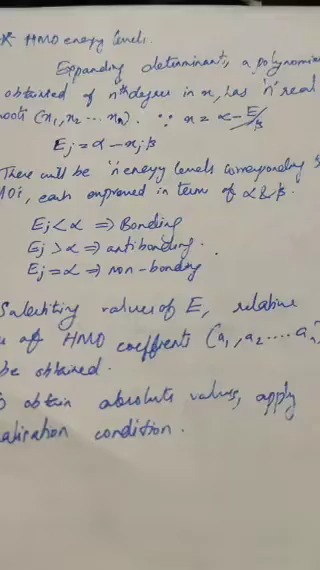 * HMO energy levels.
Expanding determinant, a polynomial
obtained of nth degree in x, has 'n' real
roots (x₁, x₂ ... xₙ). ∵ x = α-E/β
Ej = α - xjβ
There will be 'n' energy levels corresponding
MOs, each expressed in term of α & β.
Ej < α ⇒ Bonding
Ej > α ⇒ antibonding.
Ej = α ⇒ non-bonding
values of E, relative
of HMO coefficients (a₁, a₂ .... aₙ)
be obtained.
obtain absolute values, apply
condition.